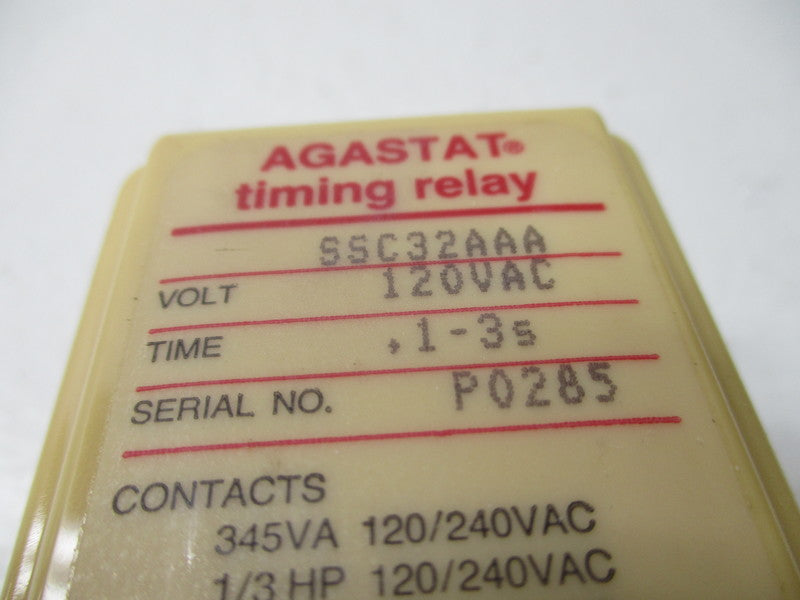 AGASTAT®
timing relay
SSC32AAA
VOLT 120VAC
TIME .1-3s
SERIAL NO. P0285
CONTACTS
345VA 120/240VAC
1/3 HP 120/240VAC